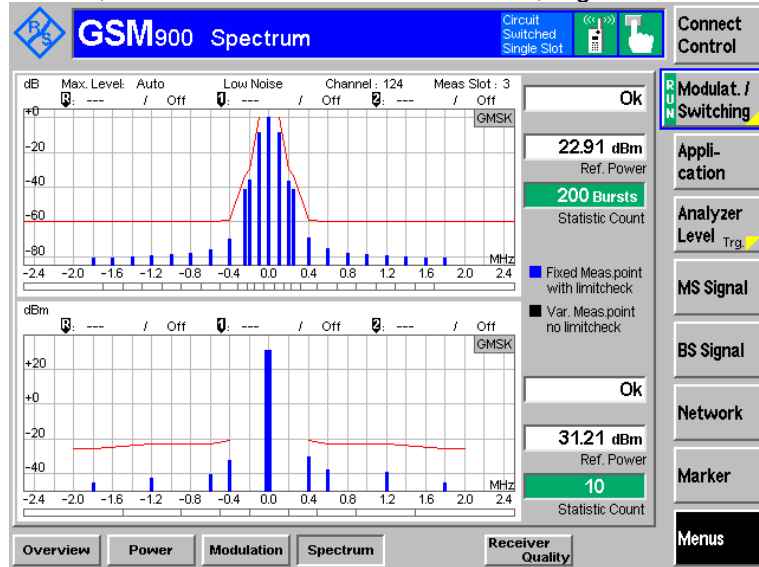 R/S
GSM900 Spectrum
Circuit
Switched
Single Slot
Connect
Control
dB Max. Level: Auto Low Noise Channel : 124 Meas Slot : 3
R: --- / Off 1: --- / Off 2: --- / Off
GMSK
+0
-20
-40
-60
-80
MHz
-2.4 -2.0 -1.6 -1.2 -0.8 -0.4 0.0 0.4 0.8 1.2 1.6 2.0 2.4
Ok
22.91 dBm
Ref. Power
200 Bursts
Statistic Count
Fixed Meas.point
with limitcheck
Var. Meas.point
no limitcheck
dBm
R: --- / Off 1: --- / Off 2: --- / Off
GMSK
+20
+0
-20
-40
MHz
-2.4 -2.0 -1.6 -1.2 -0.8 -0.4 0.0 0.4 0.8 1.2 1.6 2.0 2.4
Ok
31.21 dBm
Ref. Power
10
Statistic Count
RUN
Modulat. /
Switching
Appli-
cation
Analyzer
Level Trg.
MS Signal
BS Signal
Network
Marker
Menus
Overview Power Modulation Spectrum Receiver
Quality